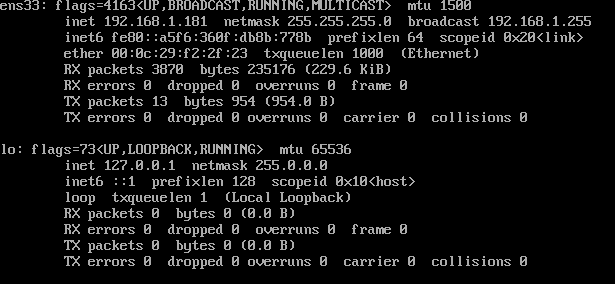 ens33: flags=4163<UP,BROADCAST,RUNNING,MULTICAST>  mtu 1500
        inet 192.168.1.181  netmask 255.255.255.0  broadcast 192.168.1.255
        inet6 fe80::a5f6:360f:db8b:778b  prefixlen 64  scopeid 0x20<link>
        ether 00:0c:29:f2:2f:23  txqueuelen 1000  (Ethernet)
        RX packets 3870  bytes 235176 (229.6 KiB)
        RX errors 0  dropped 0  overruns 0  frame 0
        TX packets 13  bytes 954 (954.0 B)
        TX errors 0  dropped 0 overruns 0  carrier 0  collisions 0

lo: flags=73<UP,LOOPBACK,RUNNING>  mtu 65536
        inet 127.0.0.1  netmask 255.0.0.0
        inet6 ::1  prefixlen 128  scopeid 0x10<host>
        loop  txqueuelen 1  (Local Loopback)
        RX packets 0  bytes 0 (0.0 B)
        RX errors 0  dropped 0  overruns 0  frame 0
        TX packets 0  bytes 0 (0.0 B)
        TX errors 0  dropped 0 overruns 0  carrier 0  collisions 0